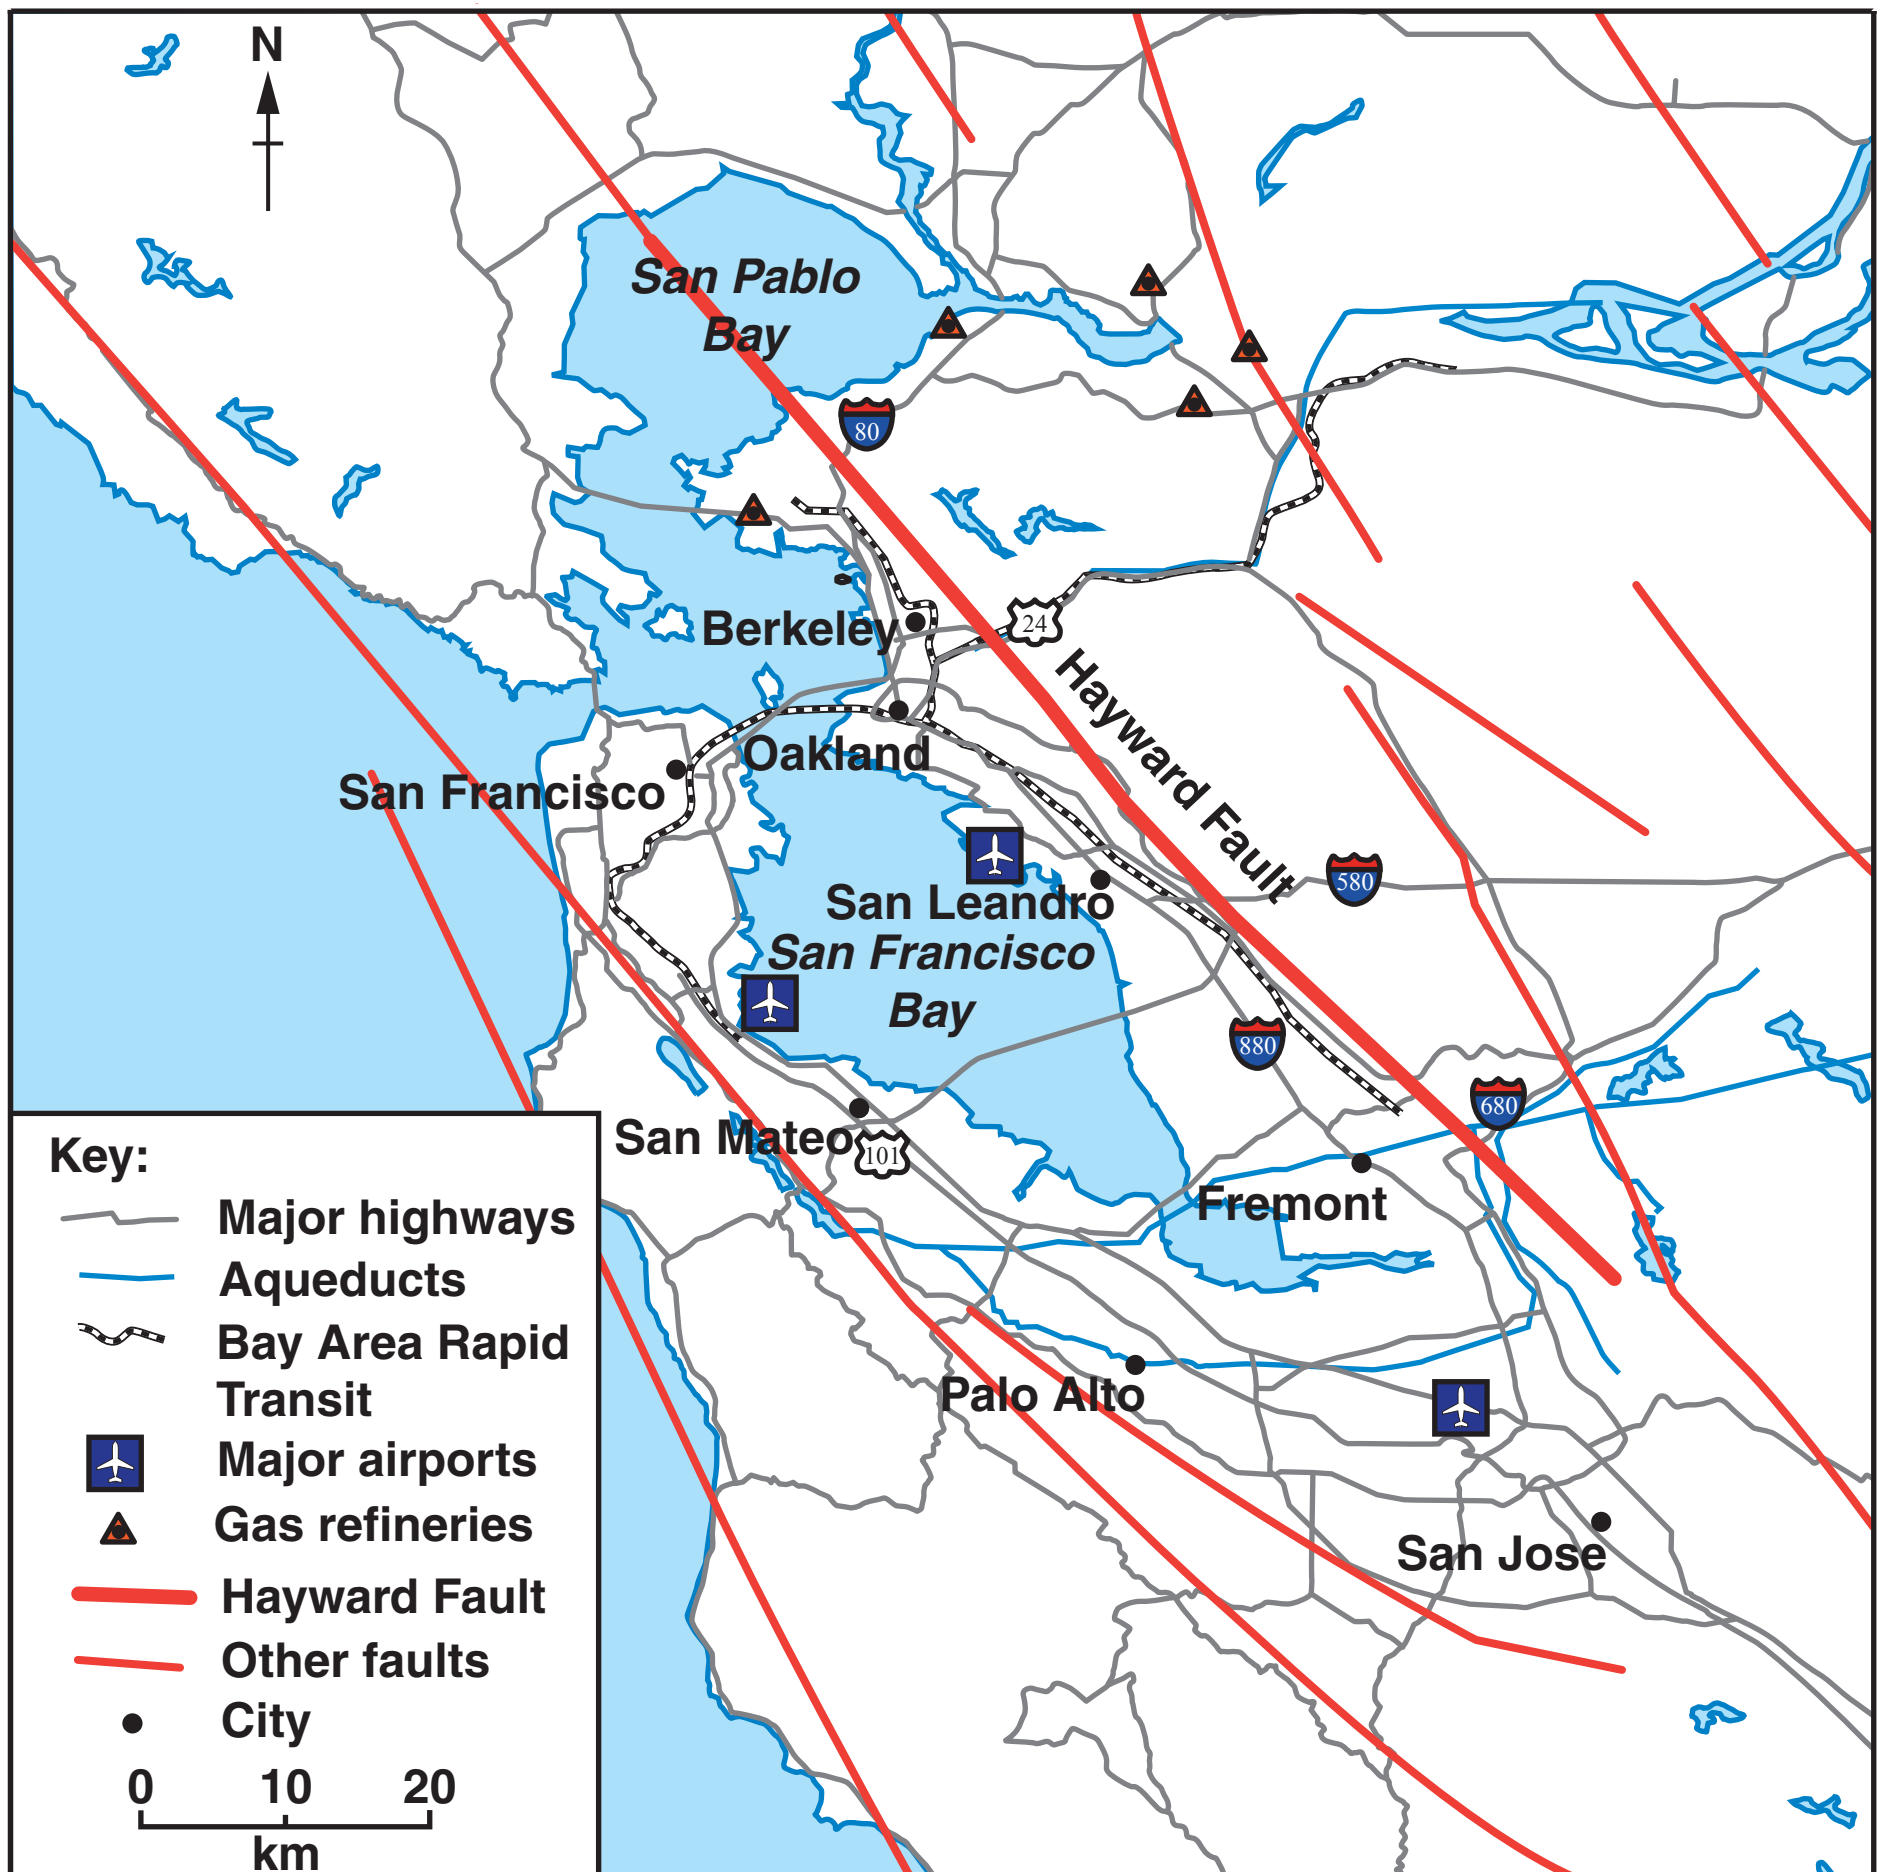 N
San Pablo
Bay
80
Berkeley
24
Hayward Fault
Oakland
San Francisco
580
San Leandro
San Francisco
Bay
880
680
San Mateo
101
Fremont
Palo Alto
San Jose
Key:
Major highways
Aqueducts
Bay Area Rapid
Transit
Major airports
Gas refineries
Hayward Fault
Other faults
City
0 10 20
km